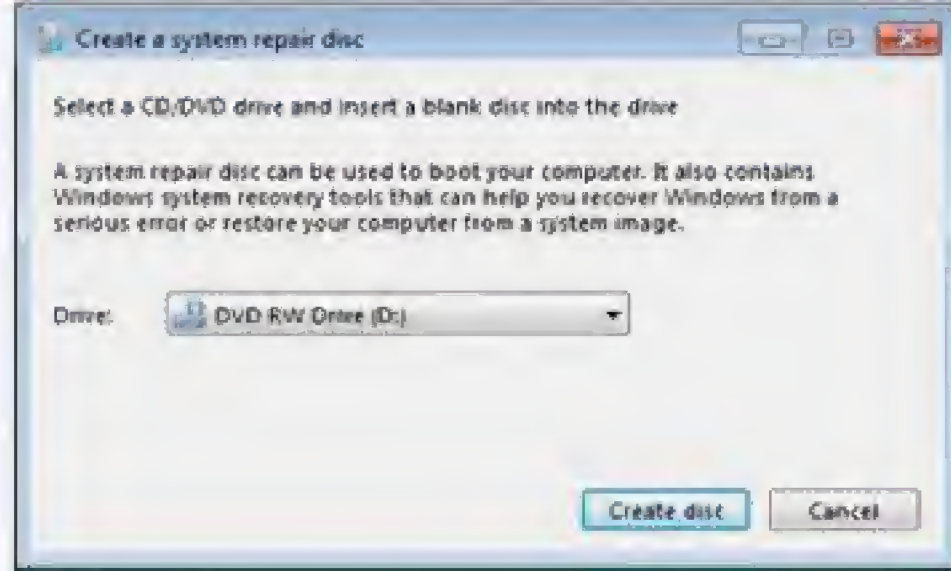 Create a system repair disc
Select a CD/DVD drive and insert a blank disc into the drive
A system repair disc can be used to boot your computer. It also contains
Windows system recovery tools that can help you recover Windows from a
serious error or restore your computer from a system image.
Drive: DVD RW Drive (D:)
Create disc Cancel